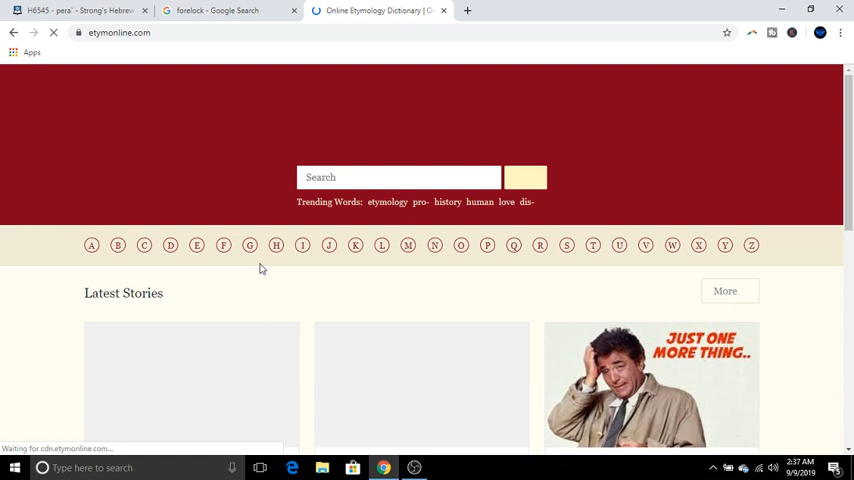 H6545 - pera' - Strong's Hebrew
forelock - Google Search
Online Etymology Dictionary | O
etymonline.com
Apps
Search
Trending Words: etymology pro- history human love dis-
A B C D E F G H I J K L M N O P Q R S T U V W X Y Z
Latest Stories
More
JUST ONE
MORE THING..
Waiting for cdn.etymonline.com...
Type here to search
2:37 AM
9/9/2019